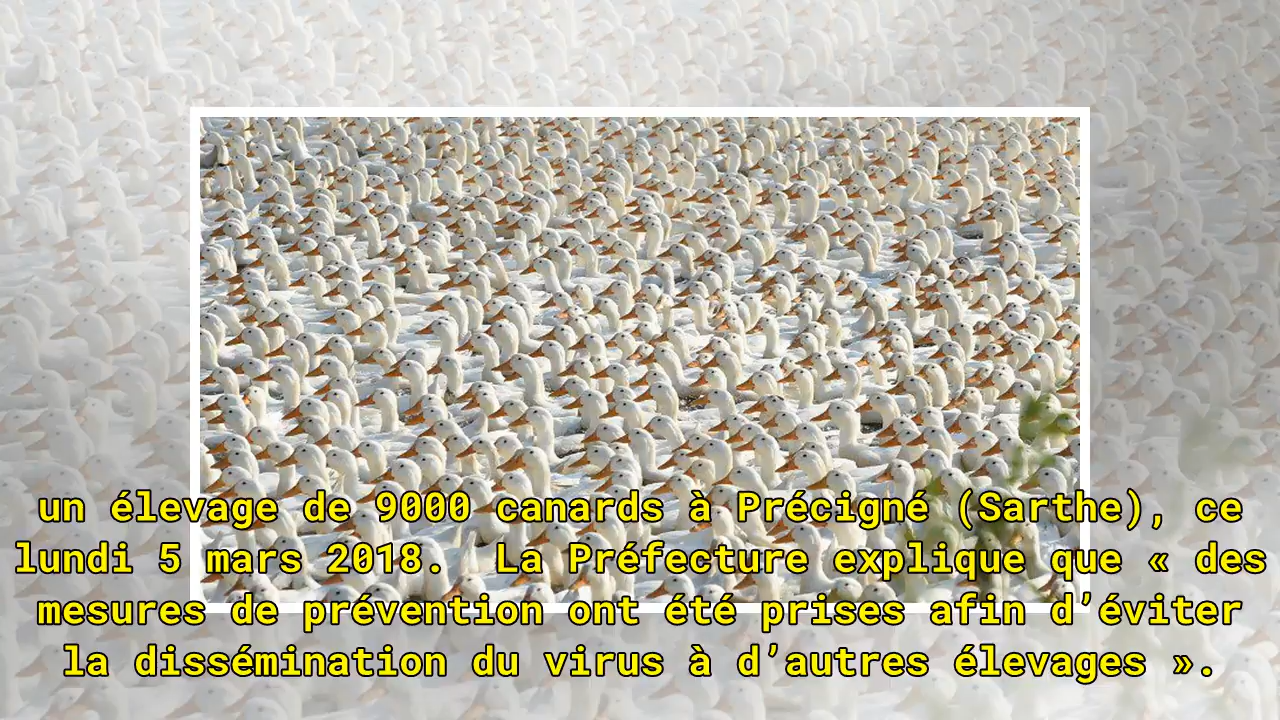 un élevage de 9000 canards à Précigné (Sarthe), ce
lundi 5 mars 2018.  La Préfecture explique que « des
mesures de prévention ont été prises afin d’éviter
la dissémination du virus à d’autres élevages ».